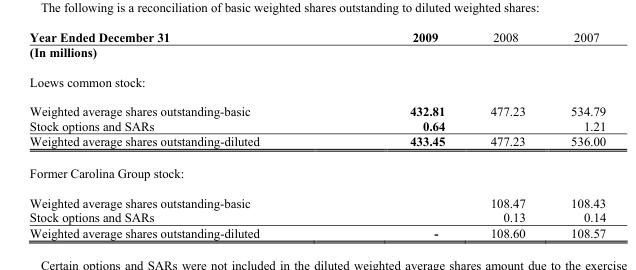 The following is a reconciliation of basic weighted shares outstanding to diluted weighted shares:
Year Ended December 31 2009 2008 2007
(In millions)
Loews common stock:
Weighted average shares outstanding-basic 432.81 477.23 534.79
Stock options and SARs 0.64 1.21
Weighted average shares outstanding-diluted 433.45 477.23 536.00
Former Carolina Group stock:
Weighted average shares outstanding-basic 108.47 108.43
Stock options and SARs 0.13 0.14
Weighted average shares outstanding-diluted - 108.60 108.57
Certain options and SARs were not included in the diluted weighted average shares amount due to the exercise